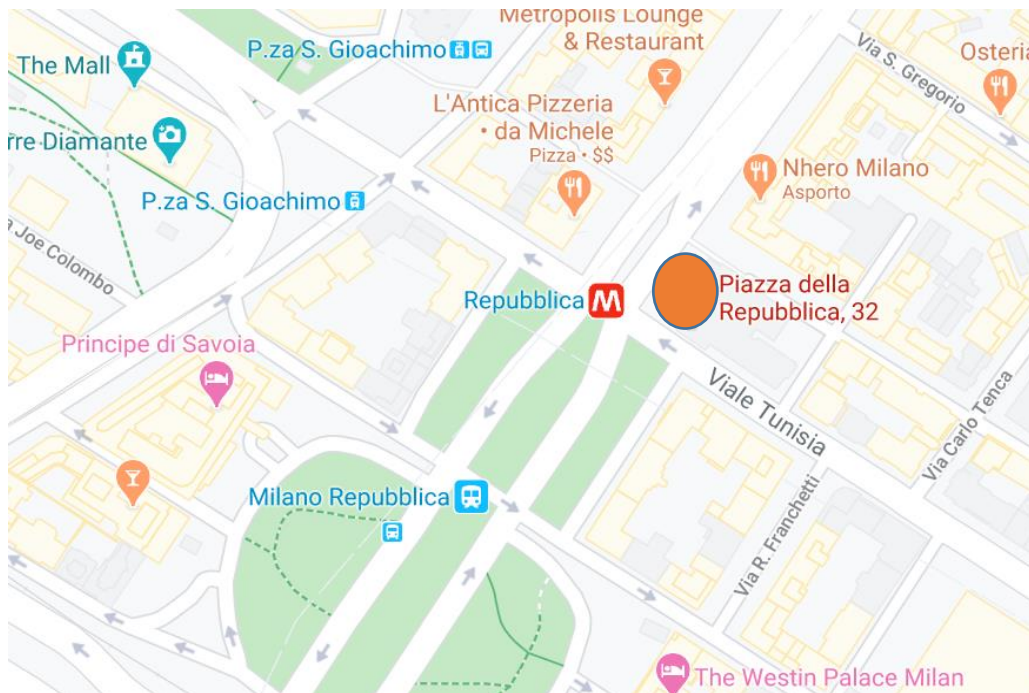 Metropolis Lounge
& Restaurant
P.za S. Gioachimo
The Mall
Via S. Gregorio
Osteria
L'Antica Pizzeria
• da Michele
Pizza • $$
rre Diamante
Nhero Milano
Asporto
P.za S. Gioachimo
a Joe Colombo
Repubblica
M
Piazza della
Repubblica, 32
Principe di Savoia
Viale Tunisia
Via Carlo Tenca
Milano Repubblica
Via R. Franchetti
The Westin Palace Milan